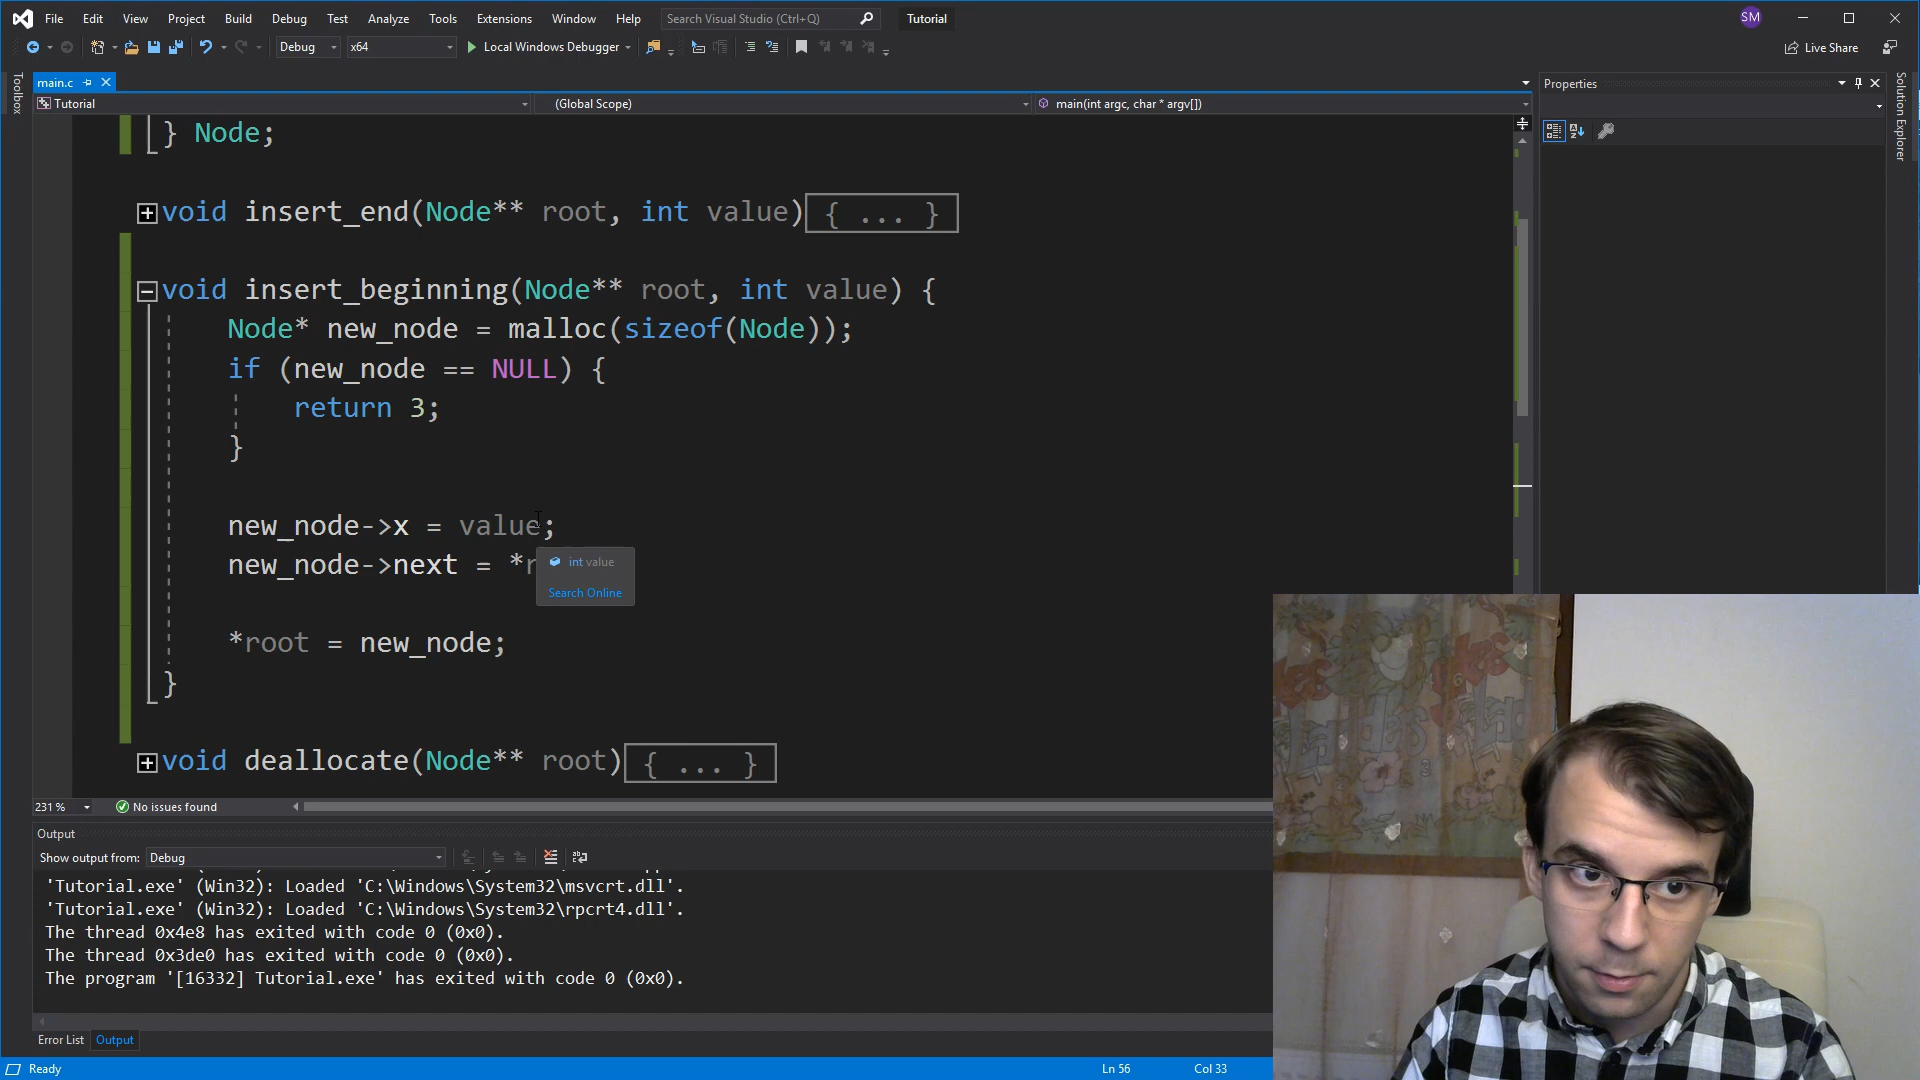 File Edit View Project Build Debug Test Analyze Tools Extensions Window Help Search Visual Studio (Ctrl+Q) Tutorial SM
Debug x64 Local Windows Debugger Live Share
Toolbox
main.c
Tutorial (Global Scope) main(int argc, char * argv[])
} Node;
void insert_end(Node** root, int value){ ... }
void insert_beginning(Node** root, int value) {
Node* new_node = malloc(sizeof(Node));
if (new_node == NULL) {
return 3;
}
new_node->x = value;
new_node->next = *r
int value
Search Online
*root = new_node;
}
void deallocate(Node** root){ ... }
231 % No issues found
Output
Show output from: Debug
'Tutorial.exe' (Win32): Loaded 'C:\Windows\System32\msvcrt.dll'.
'Tutorial.exe' (Win32): Loaded 'C:\Windows\System32\rpcrt4.dll'.
The thread 0x4e8 has exited with code 0 (0x0).
The thread 0x3de0 has exited with code 0 (0x0).
The program '[16332] Tutorial.exe' has exited with code 0 (0x0).
Error List Output
Ready Ln 56 Col 33
Properties
Solution Explorer